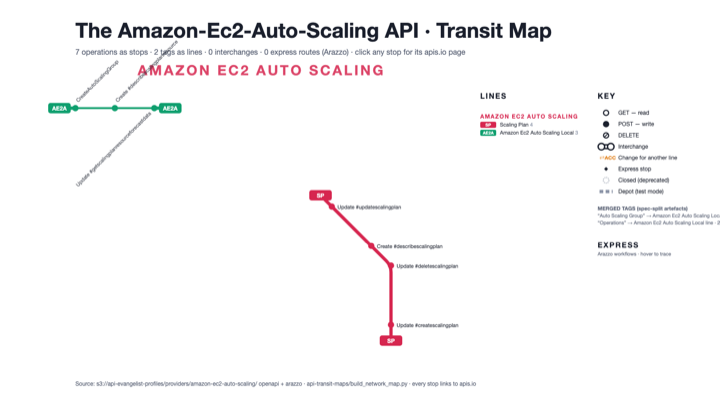 The Amazon-Ec2-Auto-Scaling API · Transit Map
7 operations as stops · 2 tags as lines · 0 interchanges · 0 express routes (Arazzo) · click any stop for its apis.io page
AMAZON EC2 AUTO SCALING
CreateAutoScalingGroup
AE2A
AE2A
Update #getscalingplanresourceforecastdata
SP
Update #updatescalingplan
Create #describescalingplan
Update #deletescalingplan
Update #createscalingplan
SP
LINES
AMAZON EC2 AUTO SCALING
SP Scaling Plan 4
AE2A Amazon Ec2 Auto Scaling Local 3
KEY
GET — read
POST — write
DELETE
Interchange
↔ACC Change for another line
Express stop
Closed (deprecated)
Depot (test mode)
MERGED TAGS (spec-split artefacts)
"Auto Scaling Group" → Amazon Ec2 Auto Scaling Loc
"Operations" → Amazon Ec2 Auto Scaling Local line ·
EXPRESS
Arazzo workflows · hover to trace
Source: s3://api-evangelist-profiles/providers/amazon-ec2-auto-scaling/ openapi + arazzo · api-transit-maps/build_network_map.py · every stop links to apis.io